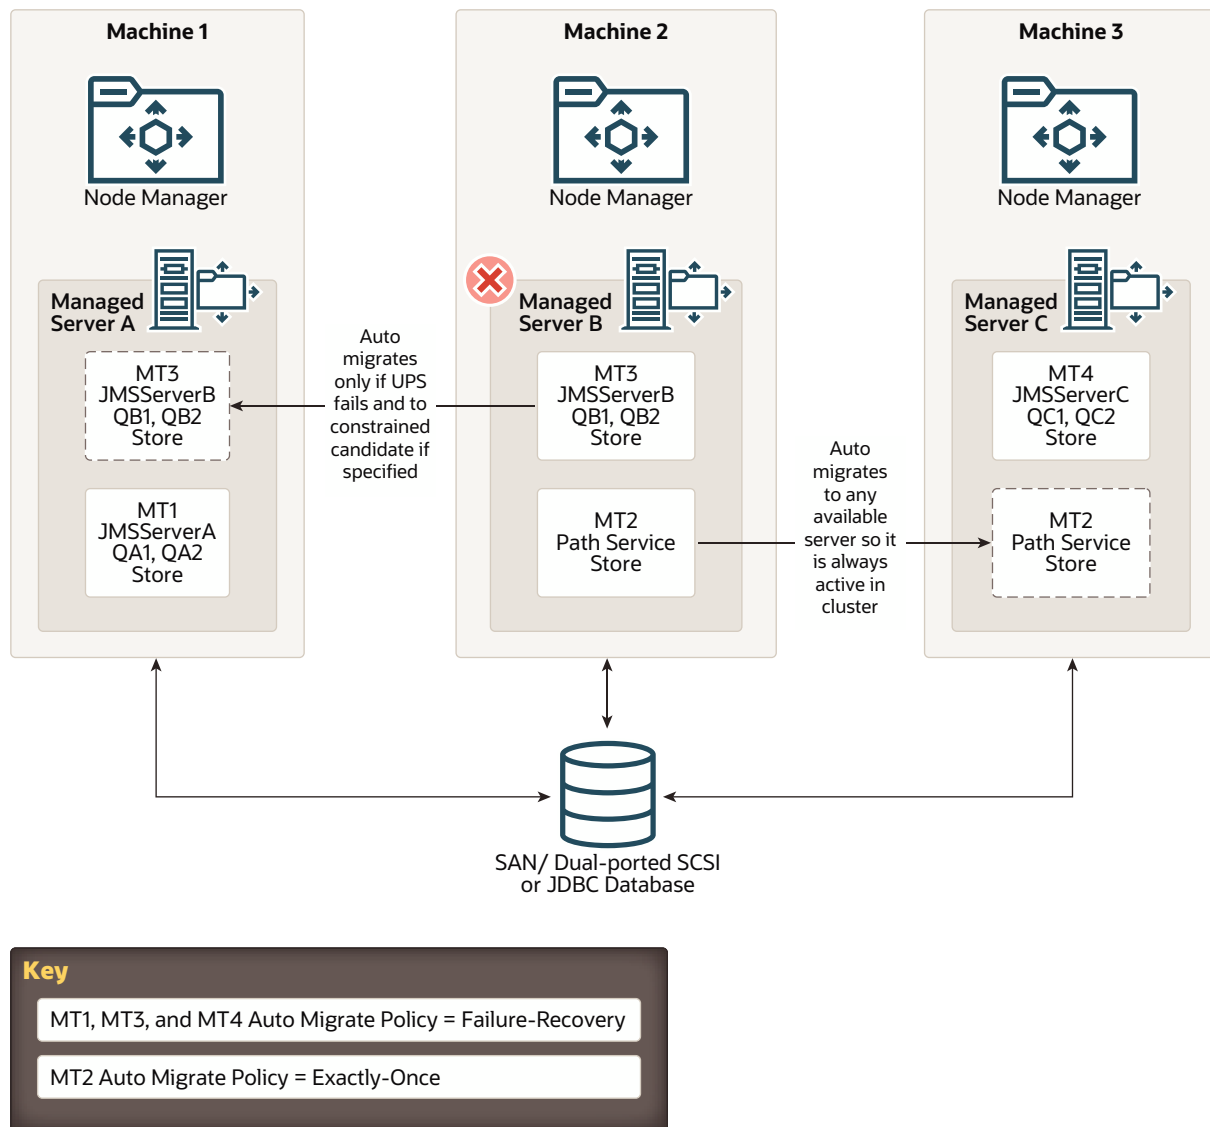 Machine 1
Node Manager
Managed
Server A
MT3
JMSServerB
QB1, QB2
Store
MT1
JMSServerA
QA1, QA2
Store
Auto
migrates
only if UPS
fails and to
constrained
candidate if
specified
Machine 2
Node Manager
Managed
Server B
MT3
JMSServerB
QB1, QB2
Store
MT2
Path Service
Store
Auto
migrates
to any
available
server so it
is always
active in
cluster
Machine 3
Node Manager
Managed
Server C
MT4
JMSServerC
QC1, QC2
Store
MT2
Path Service
Store
SAN/ Dual-ported SCSI
or JDBC Database
Key
MT1, MT3, and MT4 Auto Migrate Policy = Failure-Recovery
MT2 Auto Migrate Policy = Exactly-Once